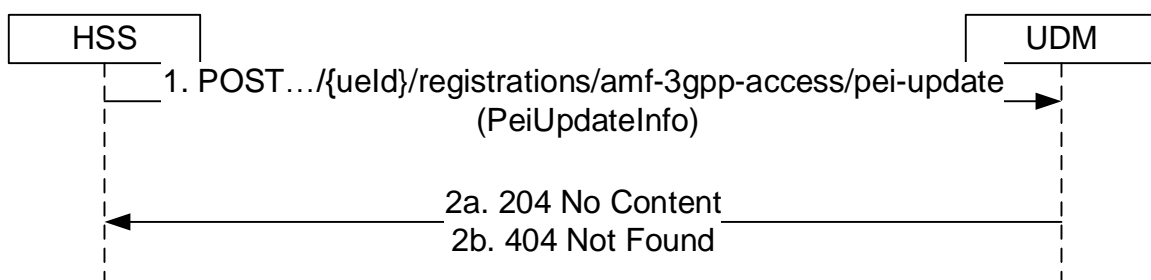 HSS
UDM
1. POST…/{ueId}/registrations/amf-3gpp-access/pei-update
(PeiUpdateInfo)
2a. 204 No Content
2b. 404 Not Found